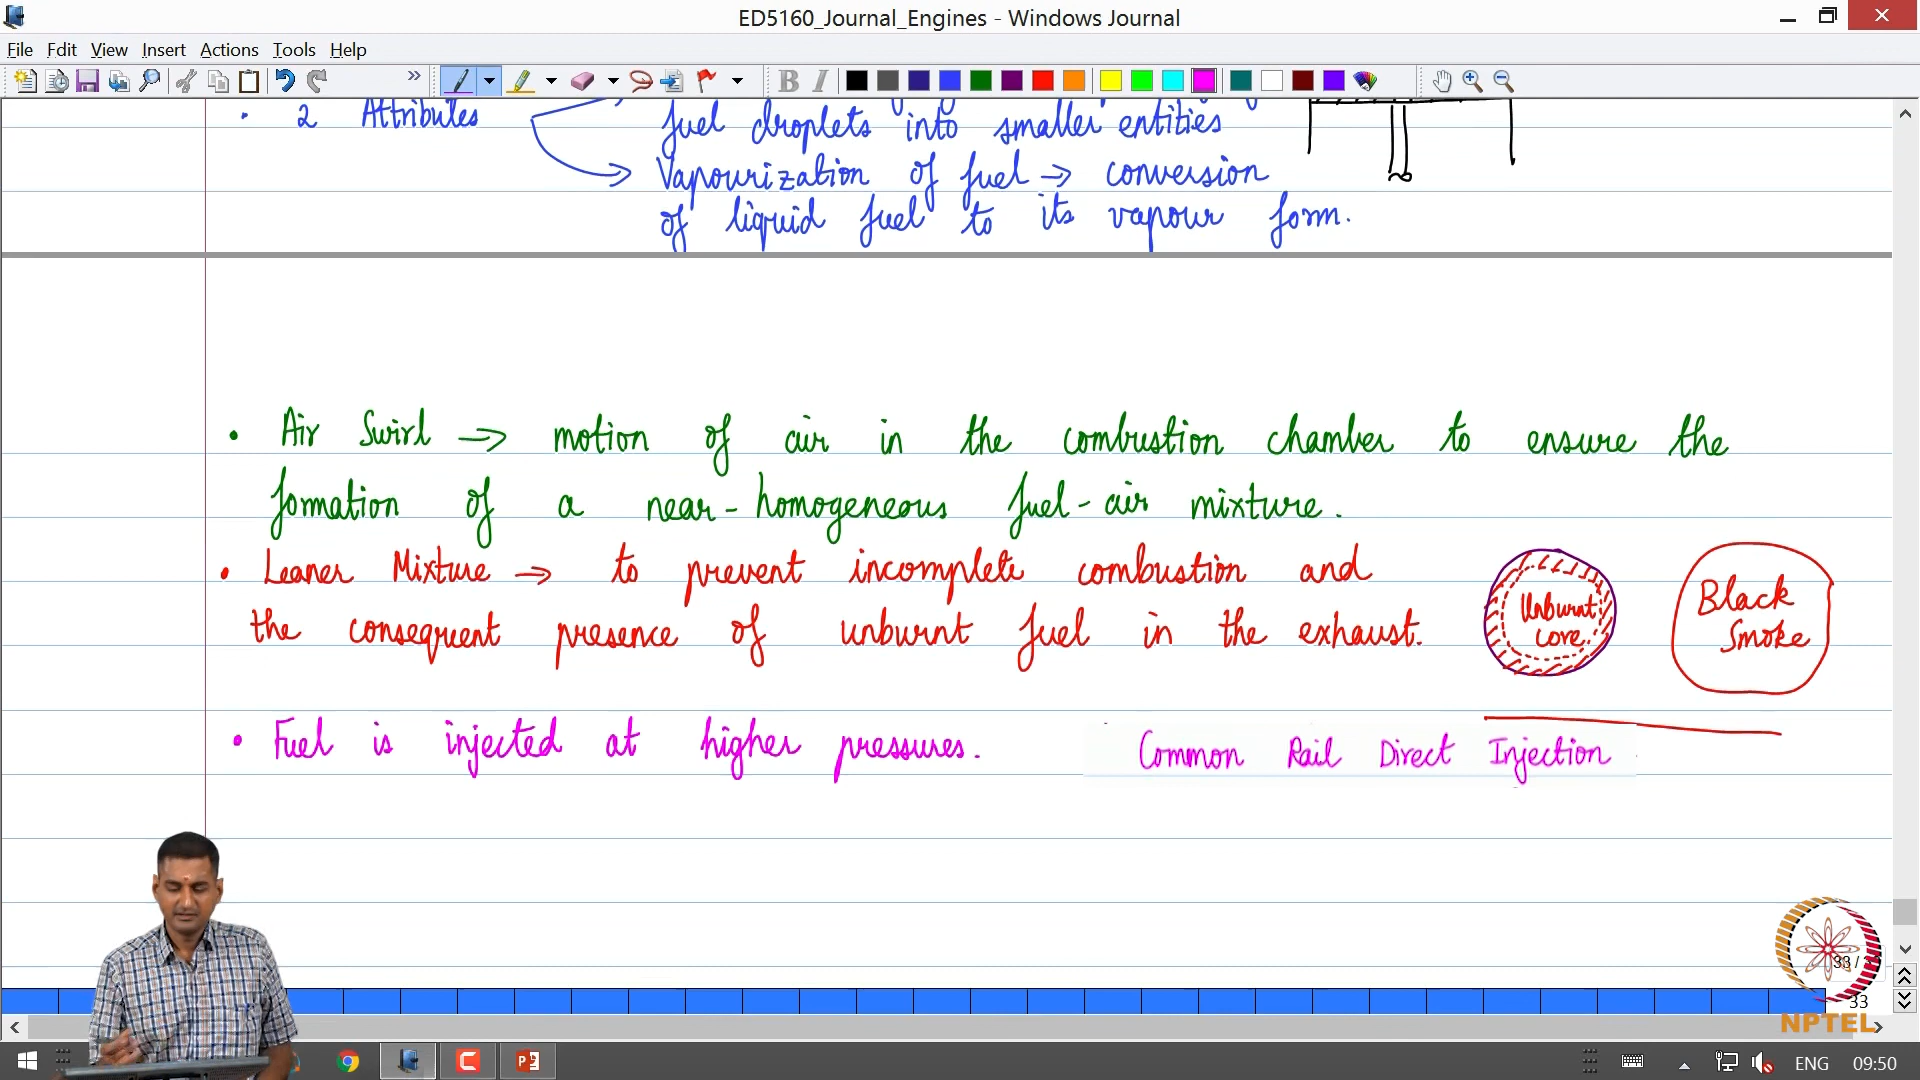 ED5160_Journal_Engines - Windows Journal
File Edit View Insert Actions Tools Help
B I
• 2 Attributes
fuel droplets into smaller entities
Vapourization of fuel → conversion
of liquid fuel to its vapour form.
• Air Swirl → motion of air in the combustion chamber to ensure the
formation of a near-homogeneous fuel-air mixture.
• Leaner Mixture → to prevent incomplete combustion and
the consequent presence of unburnt fuel in the exhaust.
Unburnt
core.
Black
Smoke
• Fuel is injected at higher pressures.
Common Rail Direct Injection
33
NPTEL
ENG 09:50